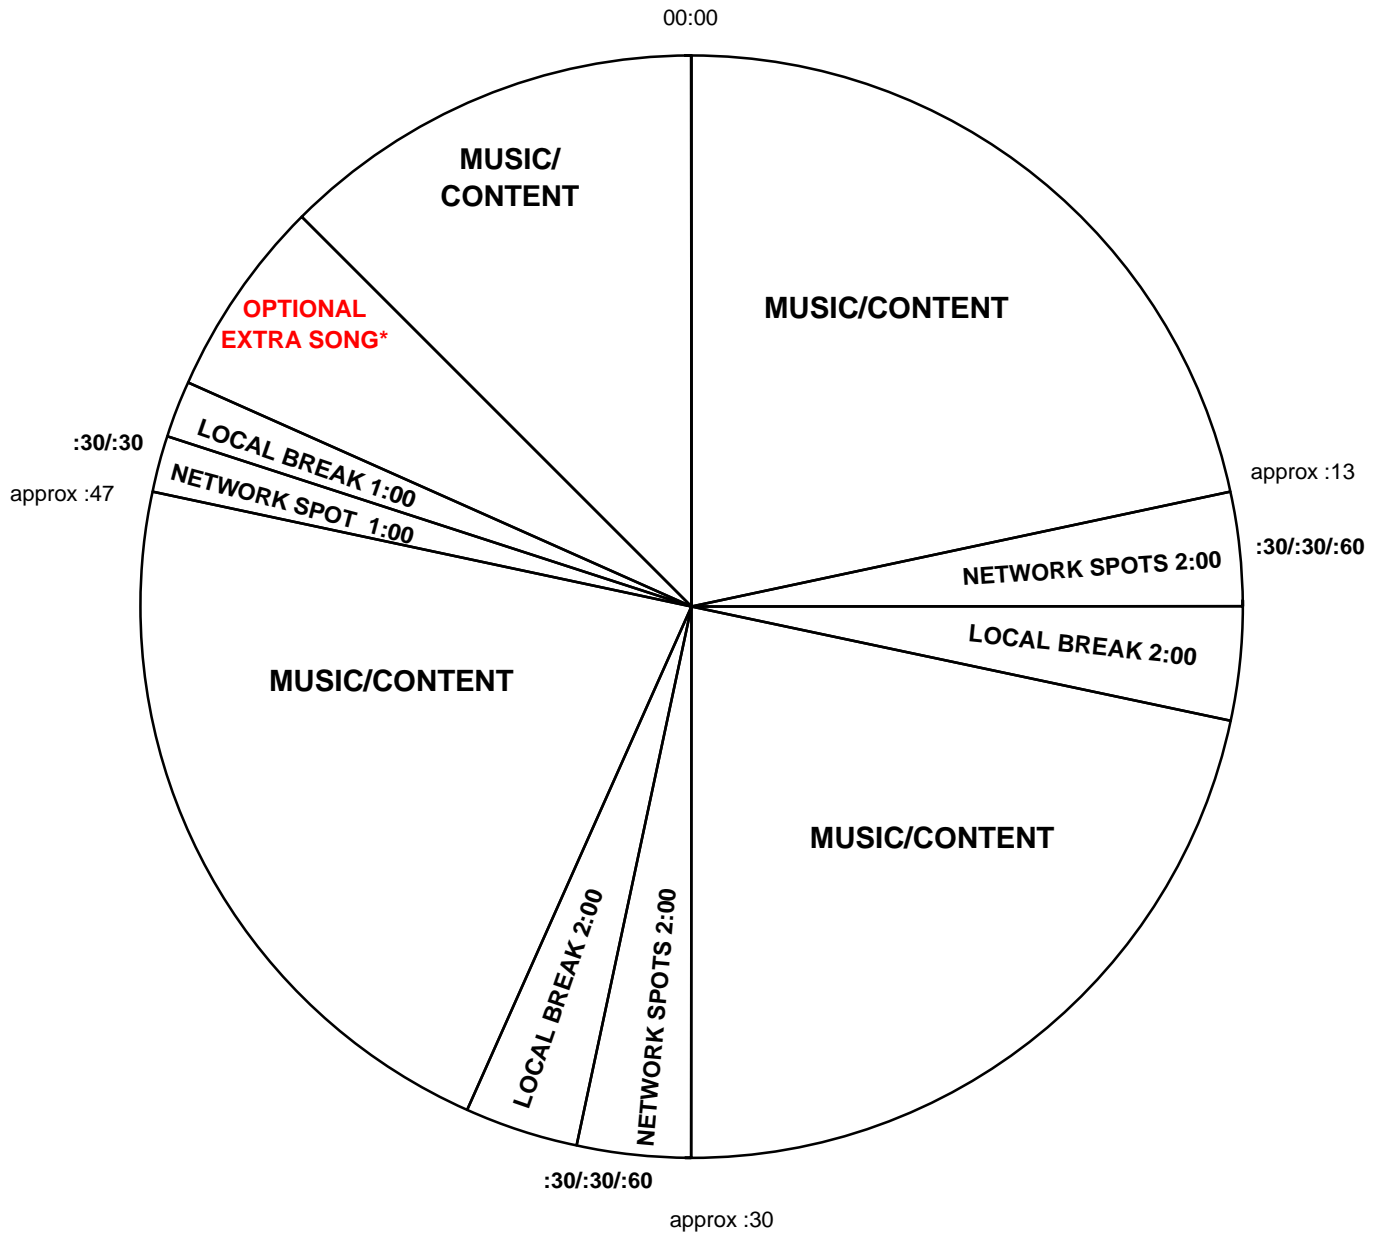 00:00
MUSIC/
CONTENT
MUSIC/CONTENT
OPTIONAL
EXTRA SONG*
LOCAL BREAK 1:00
:30/:30
NETWORK SPOT 1:00
approx :47
approx :13
:30/:30/:60
NETWORK SPOTS 2:00
LOCAL BREAK 2:00
MUSIC/CONTENT
MUSIC/CONTENT
LOCAL BREAK 2:00
NETWORK SPOTS 2:00
:30/:30/:60
approx :30